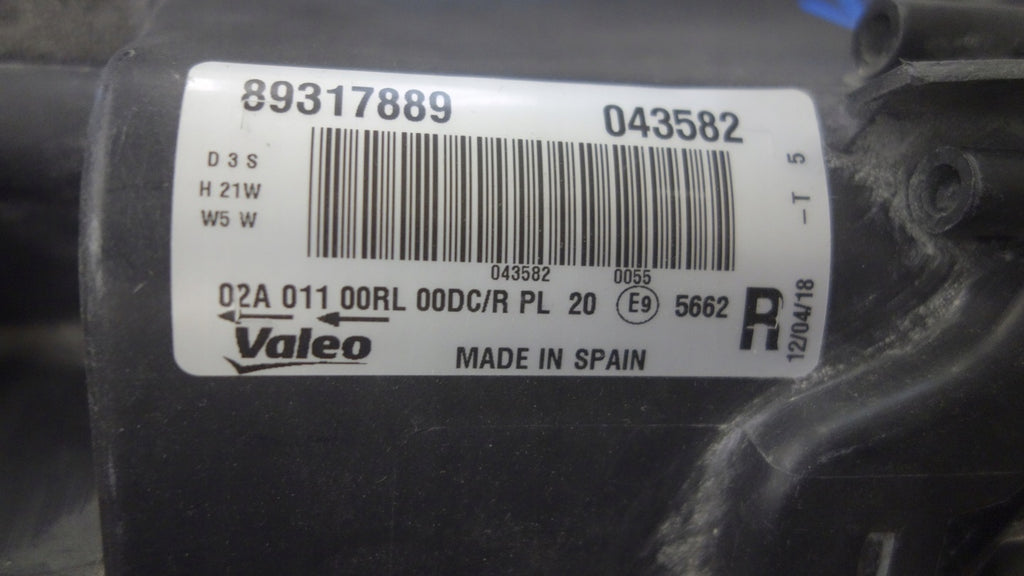 89317889 043582
D 3 S
H 21W
W5 W
043582 0055
02A 011 00RL 00DC/R PL 20 E9 5662 R
Valeo
MADE IN SPAIN
12/04/18 -T 5